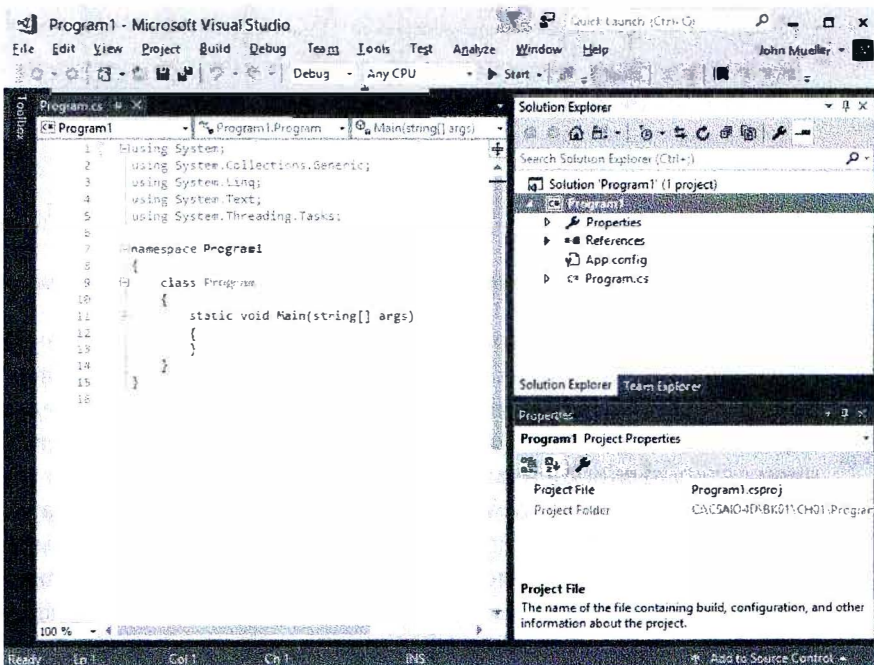 Program1 - Microsoft Visual Studio
Quick Launch (Ctrl+Q)
File Edit View Project Build Debug Team Tools Test Analyze Window Help
John Mueller
Debug Any CPU Start
Toolbox
Program.cs
Program1 Program1.Program Main(string[] args)
1 using System;
2 using System.Collections.Generic;
3 using System.Linq;
4 using System.Text;
5 using System.Threading.Tasks;
6
7 namespace Program1
8 {
9 class Program
10 {
11 static void Main(string[] args)
12 {
13 }
14 }
15 }
16
100 %
Solution Explorer
Search Solution Explorer (Ctrl+;)
Solution 'Program1' (1 project)
Program1
Properties
References
App.config
Program.cs
Solution Explorer Team Explorer
Properties
Program1 Project Properties
Project File Program1.csproj
Project Folder
Project File
The name of the file containing build, configuration, and other
information about the project.
Ready Ln 1 Col 1 Ch 1 INS Add to Source Control